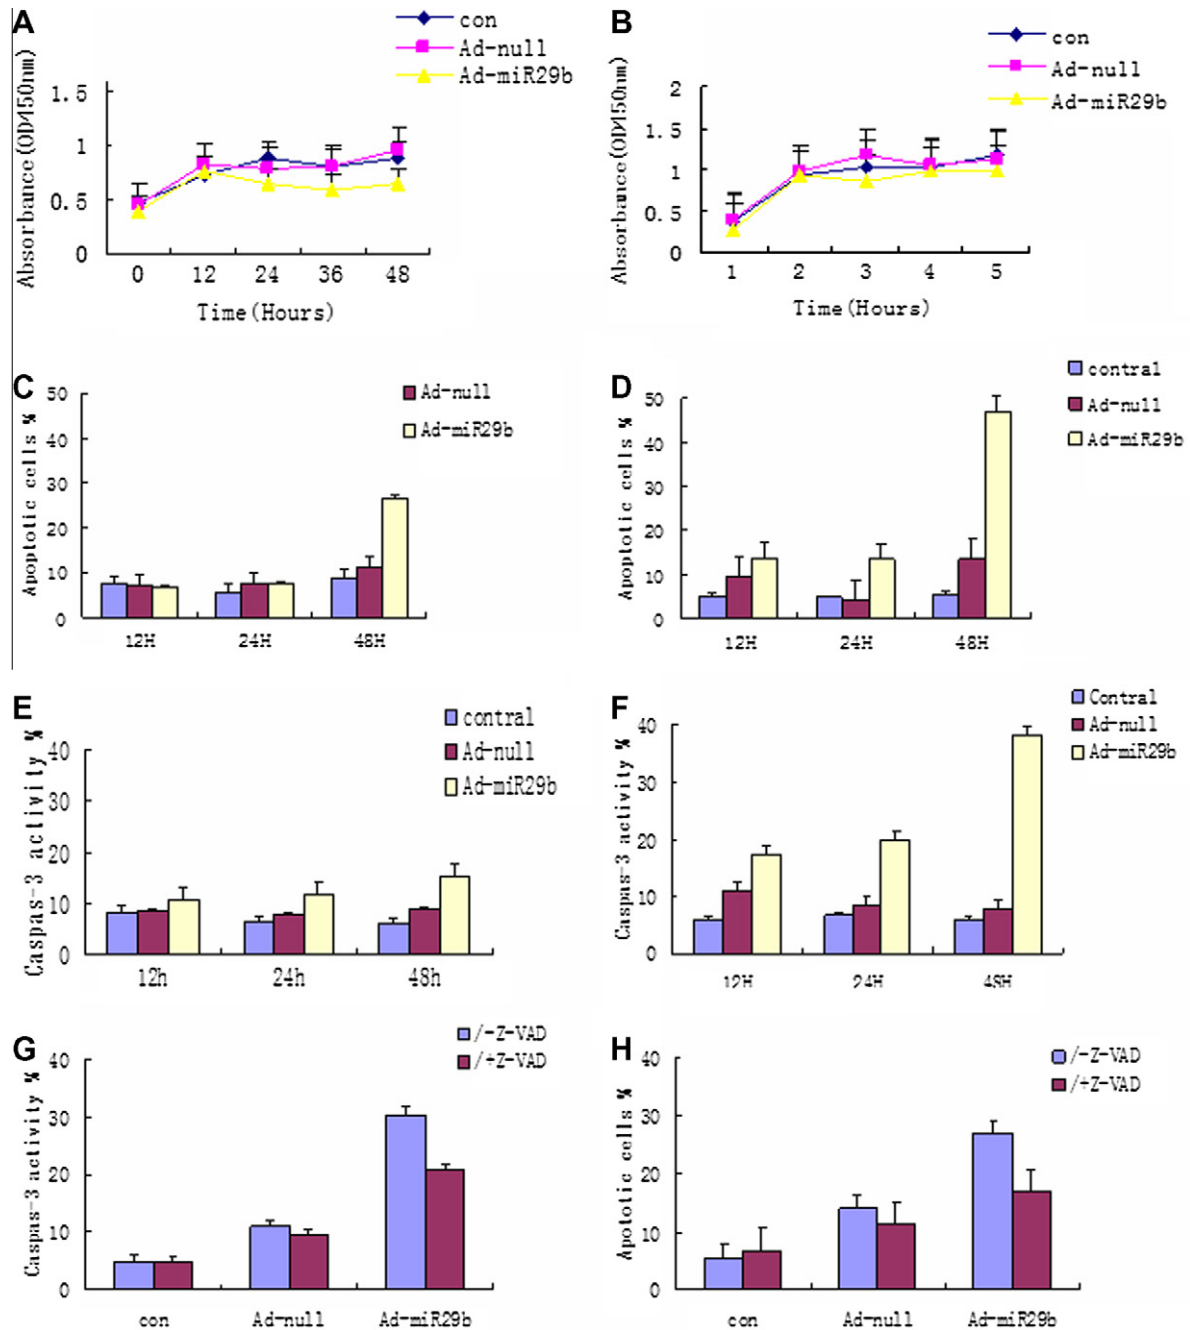 A
con
Ad-null
Ad-miR29b
Absorbance(OD450nm)
1.5
1
0.5
0
0 12 24 36 48
Time(Hours)
B
con
Ad-null
Ad-miR29b
Absorbance(OD450nm)
2
1.5
1
0.5
0
1 2 3 4 5
Time(Hours)
C
Ad-null
Ad-miR29b
Apoptotic cells %
50
40
30
20
10
0
12H 24H 48H
D
contral
Ad-null
Ad-miR29b
Apoptotic cells %
50
40
30
20
10
0
12H 24H 48H
E
contral
Ad-null
Ad-miR29b
Caspas-3 activity %
40
30
20
10
0
12h 24h 48h
F
Contral
Ad-null
Ad-miR29b
Caspas-3 activity %
40
30
20
10
0
12H 24H 48H
G
/-Z-VAD
/+Z-VAD
Caspas-3 activity %
40
30
20
10
0
con Ad-null Ad-miR29b
H
/-Z-VAD
/+Z-VAD
Apototic cells %
40
30
20
10
0
con Ad-null Ad-miR29b